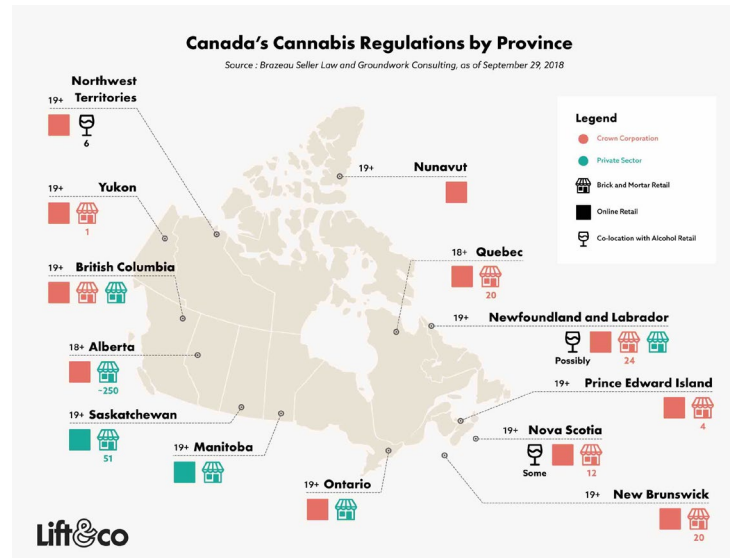 Canada's Cannabis Regulations by Province
Source : Brazeau Seller Law and Groundwork Consulting, as of September 29, 2018
Northwest
19+ Territories
6
19+ Yukon
1
19+ British Columbia
18+ Alberta
~250
19+ Saskatchewan
51
19+ Manitoba
19+ Ontario
19+ Nunavut
18+ Quebec
20
19+ Newfoundland and Labrador
Possibly
24
19+ Prince Edward Island
4
19+ Nova Scotia
Some
12
19+ New Brunswick
20
Legend
Crown Corporation
Private Sector
Brick and Mortar Retail
Online Retail
Co-location with Alcohol Retail
Lift&co